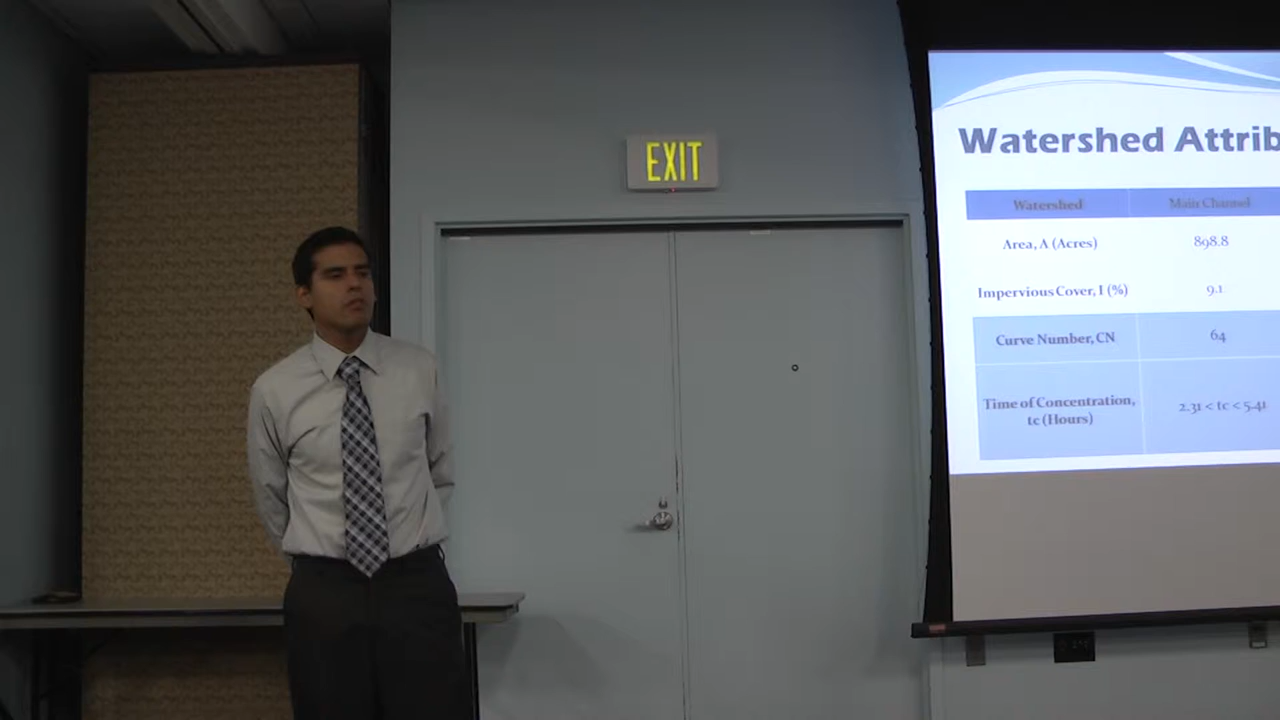 EXIT
Watershed Attrib
Watershed Main Channel
Area, A (Acres) 898.8
Impervious Cover, I (%) 9.1
Curve Number, CN 64
Time of Concentration,
tc (Hours) 2.31 < tc < 5.41